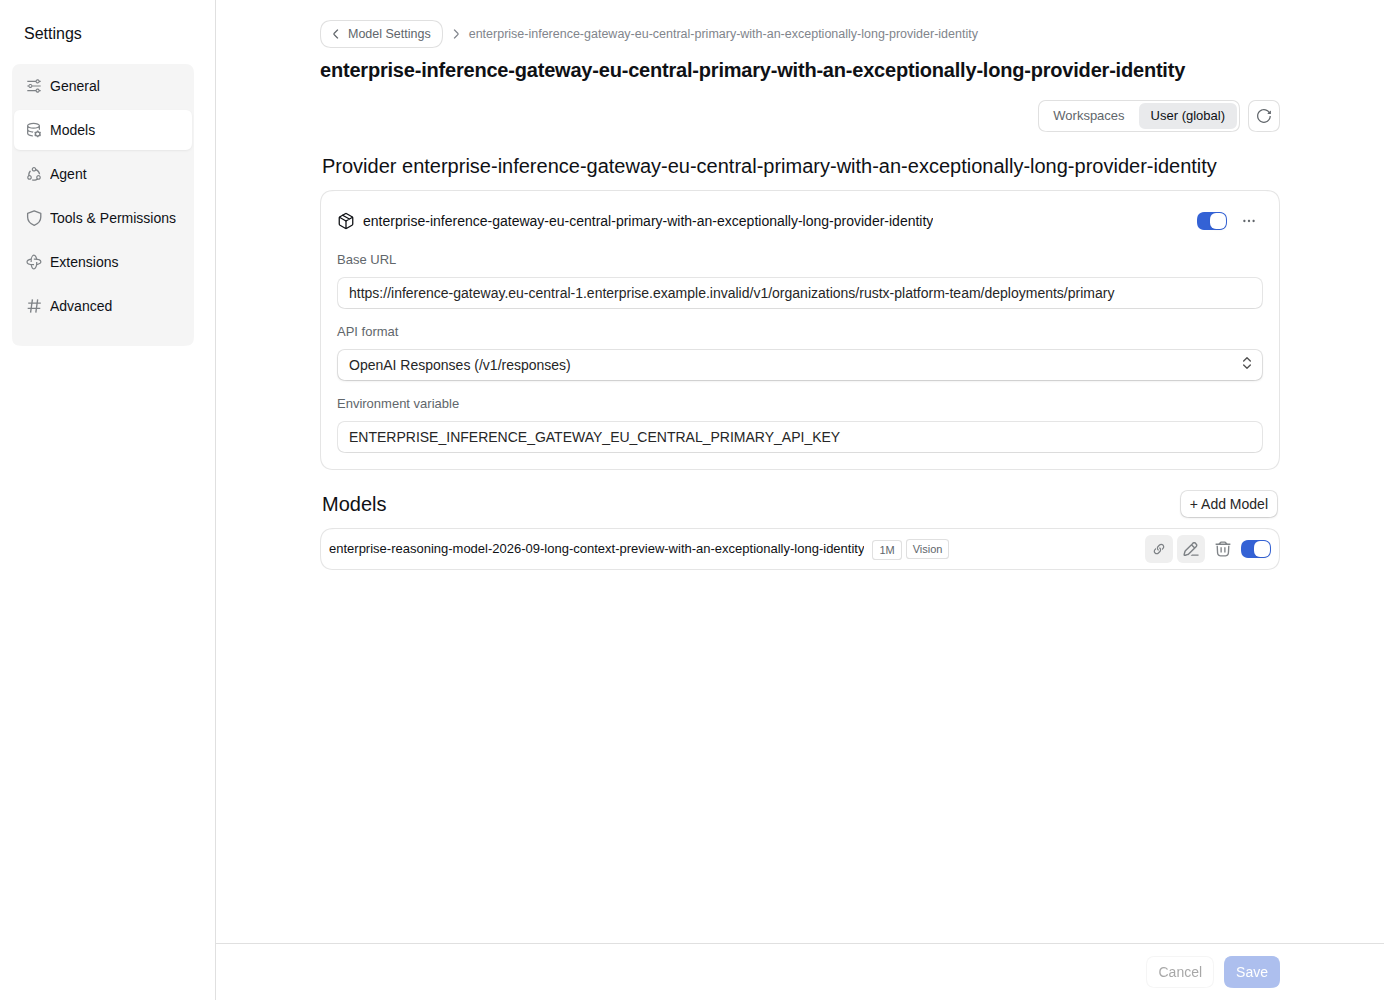 Settings
General
Models
Agent
Tools & Permissions
Extensions
Advanced
Model Settings
enterprise-inference-gateway-eu-central-primary-with-an-exceptionally-long-provider-identity
enterprise-inference-gateway-eu-central-primary-with-an-exceptionally-long-provider-identity
Workspaces
User (global)
Provider enterprise-inference-gateway-eu-central-primary-with-an-exceptionally-long-provider-identity
enterprise-inference-gateway-eu-central-primary-with-an-exceptionally-long-provider-identity
Base URL
https://inference-gateway.eu-central-1.enterprise.example.invalid/v1/organizations/rustx-platform-team/deployments/primary
API format
OpenAI Responses (/v1/responses)
Environment variable
ENTERPRISE_INFERENCE_GATEWAY_EU_CENTRAL_PRIMARY_API_KEY
Models
+ Add Model
enterprise-reasoning-model-2026-09-long-context-preview-with-an-exceptionally-long-identity
1M
Vision
Cancel
Save